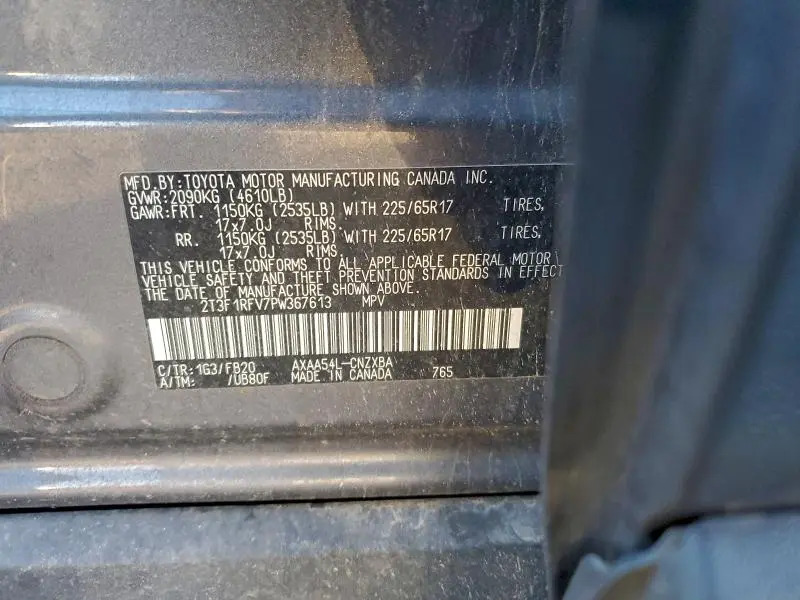 MFD.BY:TOYOTA MOTOR MANUFACTURING CANADA INC.
GVWR:2090KG (4610LB)
GAWR:FRT. 1150KG (2535LB) WITH 225/65R17 TIRES,
17x7.0J RIMS,
RR. 1150KG (2535LB) WITH 225/65R17 TIRES,
17x7.0J RIMS,
THIS VEHICLE CONFORMS TO ALL APPLICABLE FEDERAL MOTOR
VEHICLE SAFETY AND THEFT PREVENTION STANDARDS IN EFFECT
THE DATE OF MANUFACTURE SHOWN ABOVE.
2T3F1RFV7PW367613 MPV
C/TR:1G3/FB20 AXAA54L-CNZXBA
A/TM: /UB80F MADE IN CANADA 765